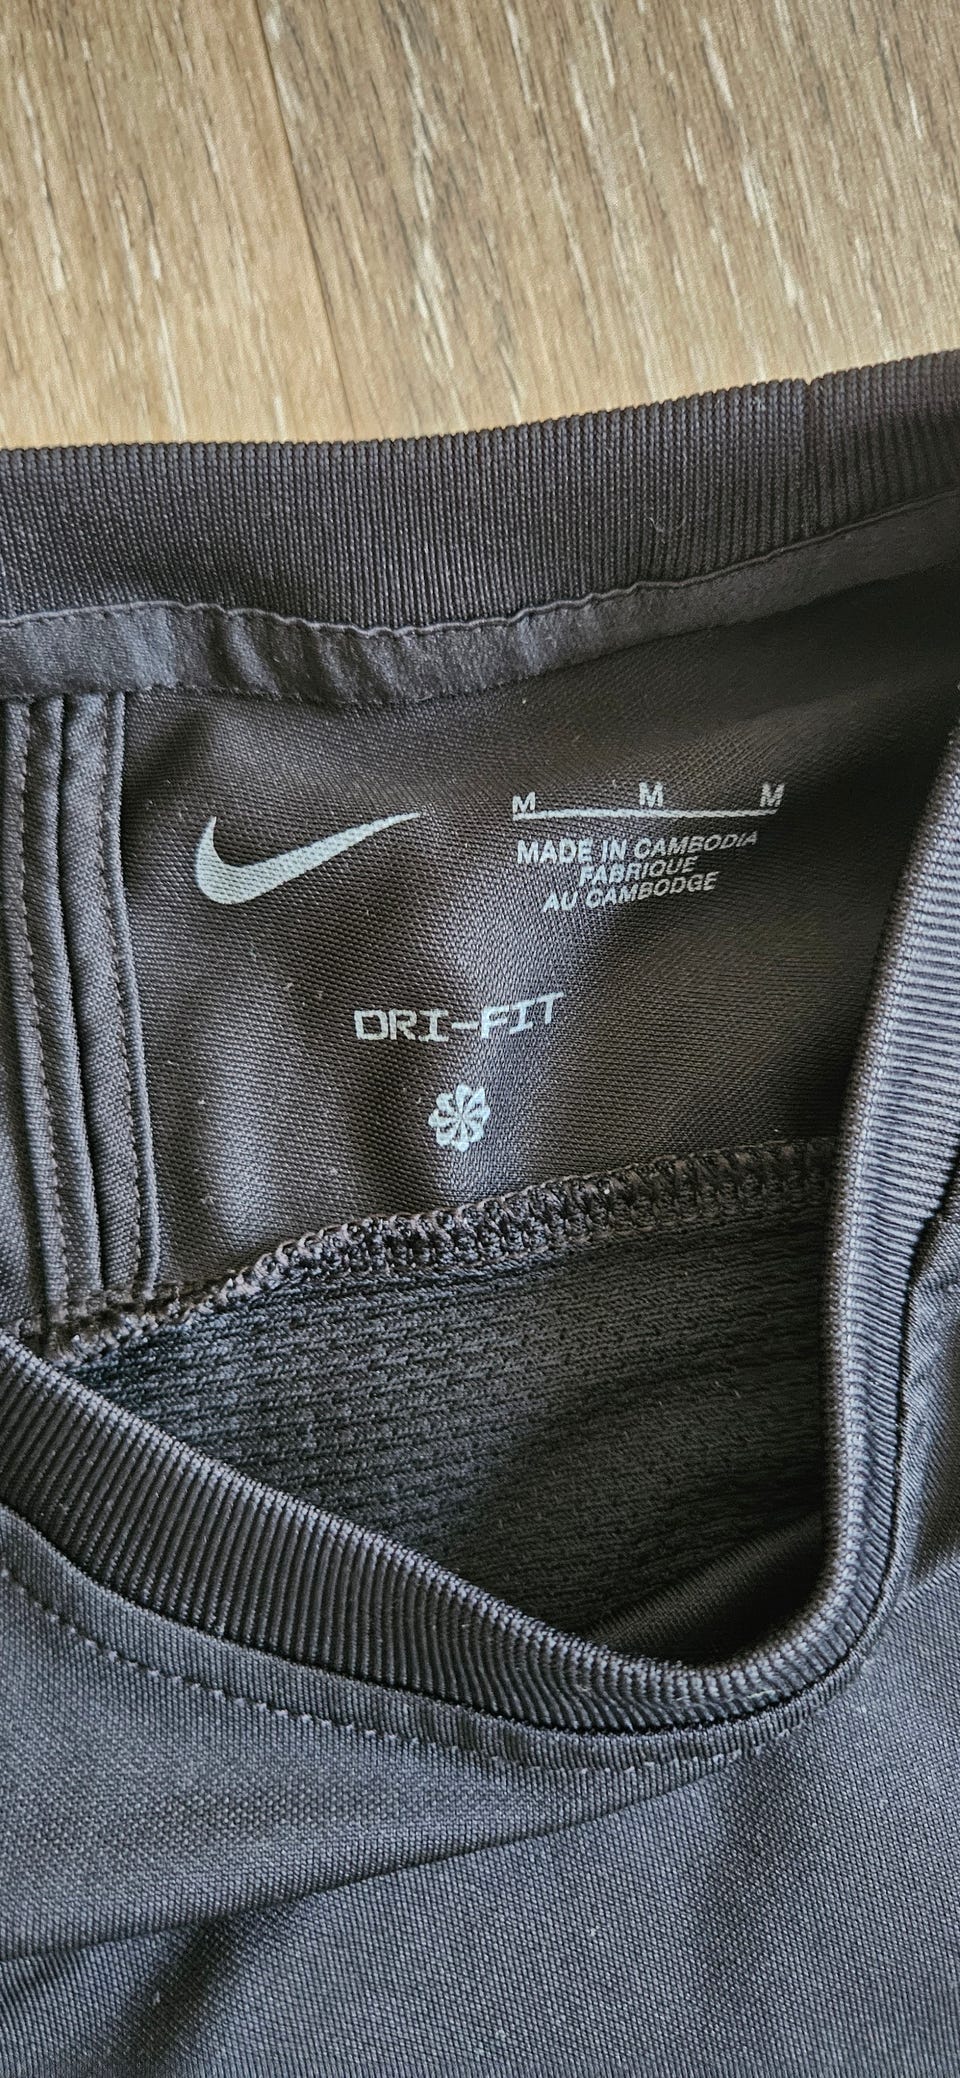 M M M
MADE IN CAMBODIA
FABRIQUE
AU CAMBODGE
DRI-FIT